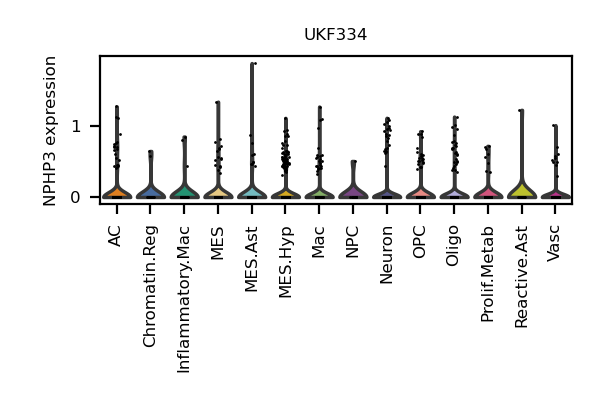 UKF334
NPHP3 expression
1
0
AC
Chromatin.Reg
Inflammatory.Mac
MES
MES.Ast
MES.Hyp
Mac
NPC
Neuron
OPC
Oligo
Prolif.Metab
Reactive.Ast
Vasc